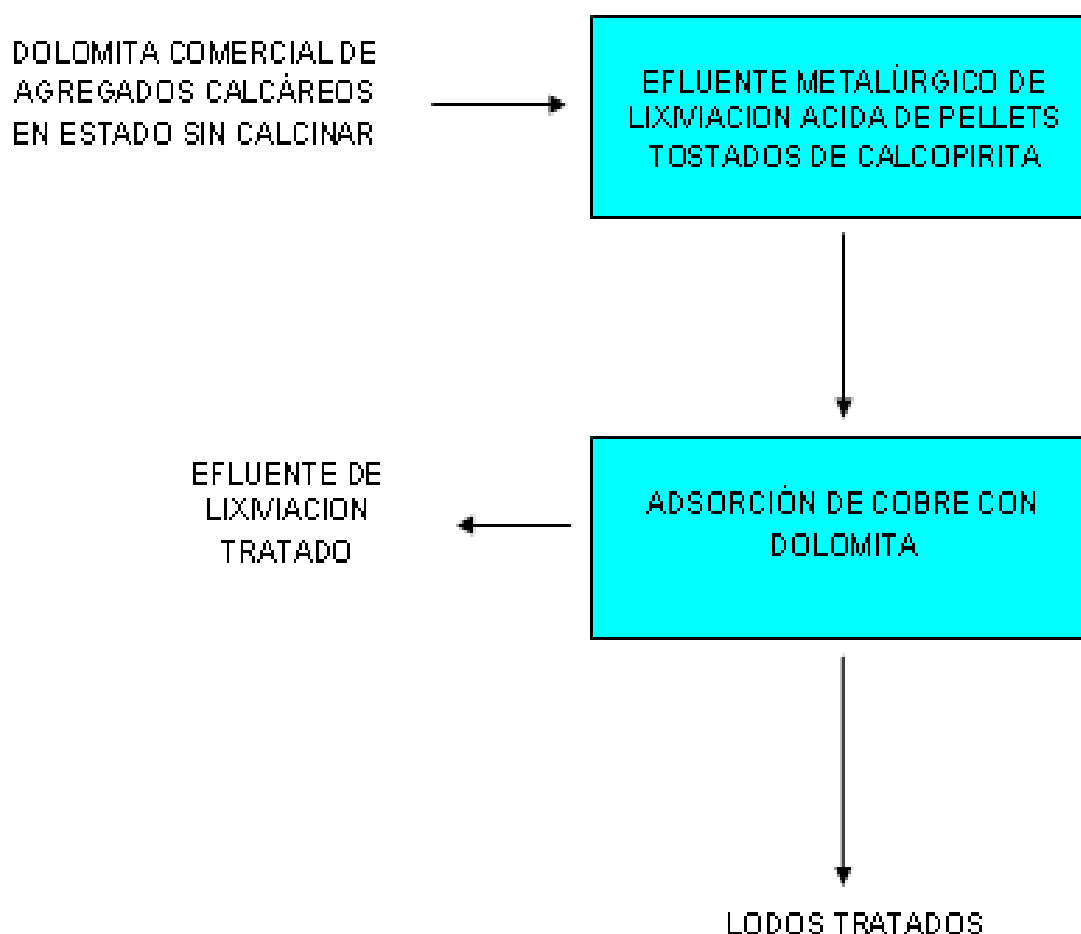 DOLOMITA COMERCIAL DE
AGREGADOS CALCÁREOS
EN ESTADO SIN CALCINAR
EFLUENTE METALÚRGICO DE
LIXIVIACION ACIDA DE PELLETS
TOSTADOS DE CALCOPIRITA
EFLUENTE DE
LIXIVIACION
TRATADO
ADSORCIÓN DE COBRE CON
DOLOMITA
LODOS TRATADOS